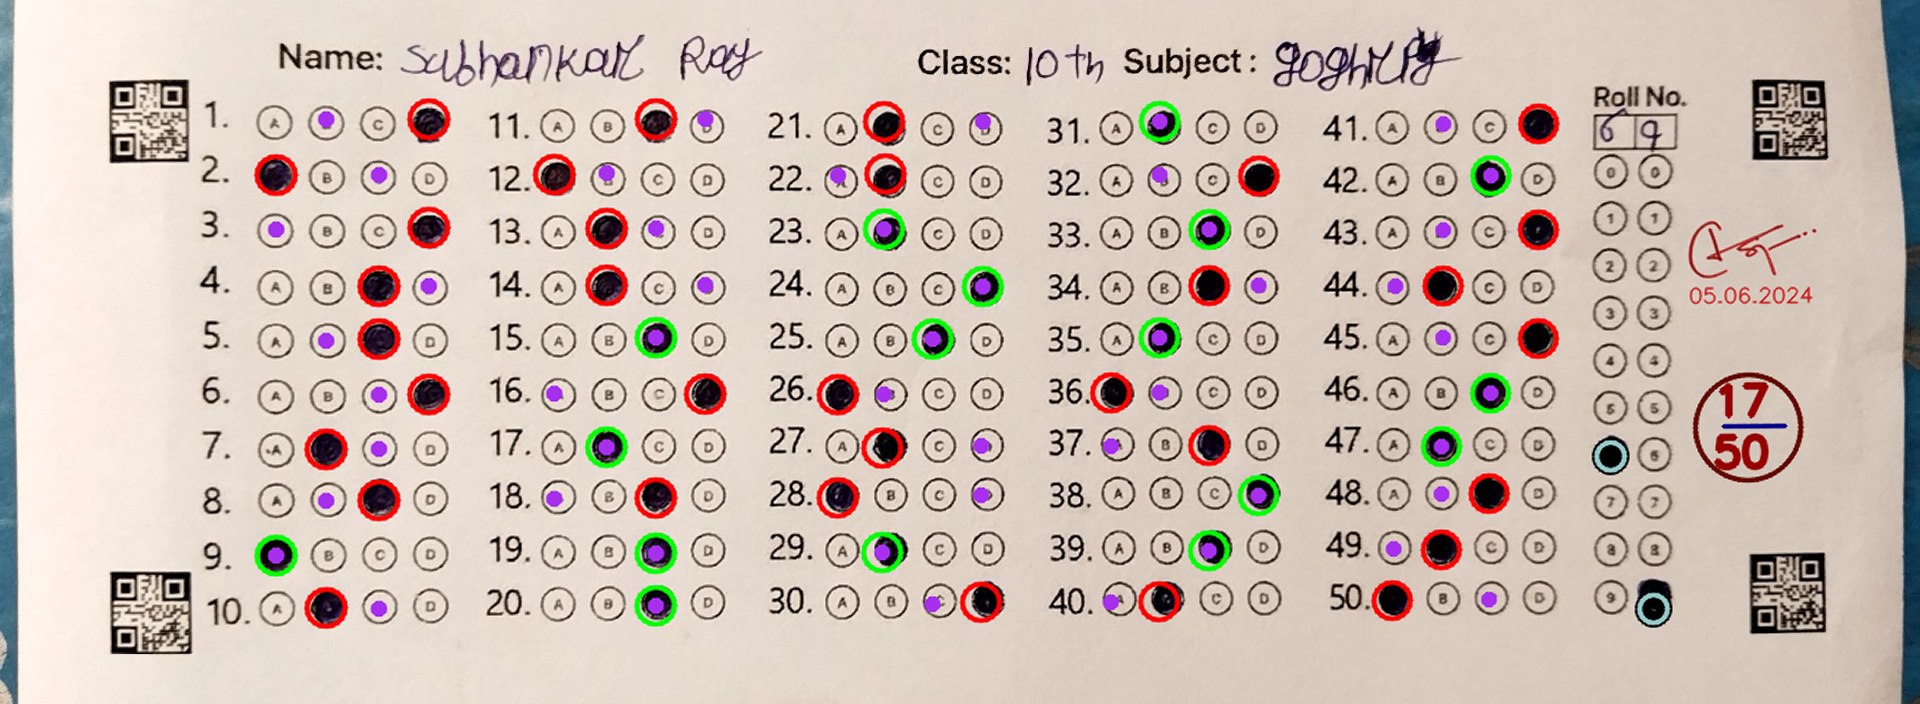 Name: Subhankar Ray Class: 10th Subject:
Roll No.
6 9
1. A C 11. A B 21. A C 31. A C D 41. A C
2. B D 12. C D 22. C D 32. A C 42. A B D
3. B C 13. A D 23. A C D 33. A B D 43. A C
4. A B 14. A C 24. A B C 34. A B 44. C D
5. A D 15. A B D 25. A B D 35. A C D 45. A C
6. A B 16. B C 26. C D 36. C D 46. A B D
7. A D 17. A C D 27. A C 37. B D 47. A C D
8. A D 18. B D 28. B C 38. A B C 48. A D
9. B C D 19. A B D 29. A C D 39. A B D 49. C D
10. A D 20. A B D 30. A B 40. C D 50. B D
0 0
1 1
2 2
3 3
4 4
5 5
6
7 7
8 8
9
05.06.2024
17
50